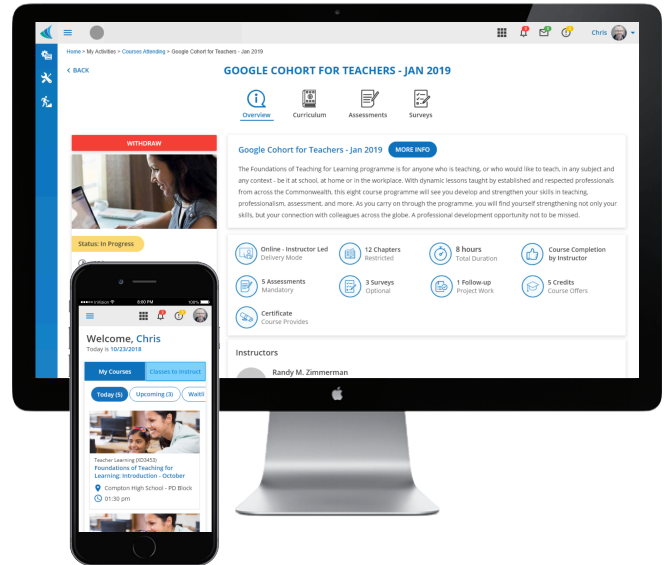 Chris
Home > My Activities > Courses Attending > Google Cohort for Teachers - Jan 2019
< BACK
GOOGLE COHORT FOR TEACHERS - JAN 2019
Overview
Curriculum
Assessments
Surveys
WITHDRAW
Status: In Progress
Google Cohort for Teachers - Jan 2019
MORE INFO
The Foundations of Teaching for Learning programme is for anyone who is teaching, or who would like to teach, in any subject and
any context - be it at school, at home or in the workplace. With dynamic lessons taught by established and respected professionals
from across the Commonwealth, this eight course programme will see you develop and strengthen your skills in teaching,
professionalism, assessment, and more. As you carry on through the programme, you will find yourself strengthening not only your
skills, but your connection with colleagues across the globe. A professional development opportunity not to be missed.
Online - Instructor Led
Delivery Mode
12 Chapters
Restricted
8 hours
Total Duration
Course Completion
by Instructor
5 Assessments
Mandatory
3 Surveys
Optional
1 Follow-up
Project Work
5 Credits
Course Offers
Certificate
Course Provides
Instructors
Randy M. Zimmerman
5:00 PM
100%
Welcome, Chris
Today is 10/23/2018
My Courses
Classes to Instruct
Today (5)
Upcoming (3)
Waitli
Teacher Learning (XD3453)
Foundations of Teaching for
Learning: Introduction - October
Compton High School - PD Block
01:30 pm